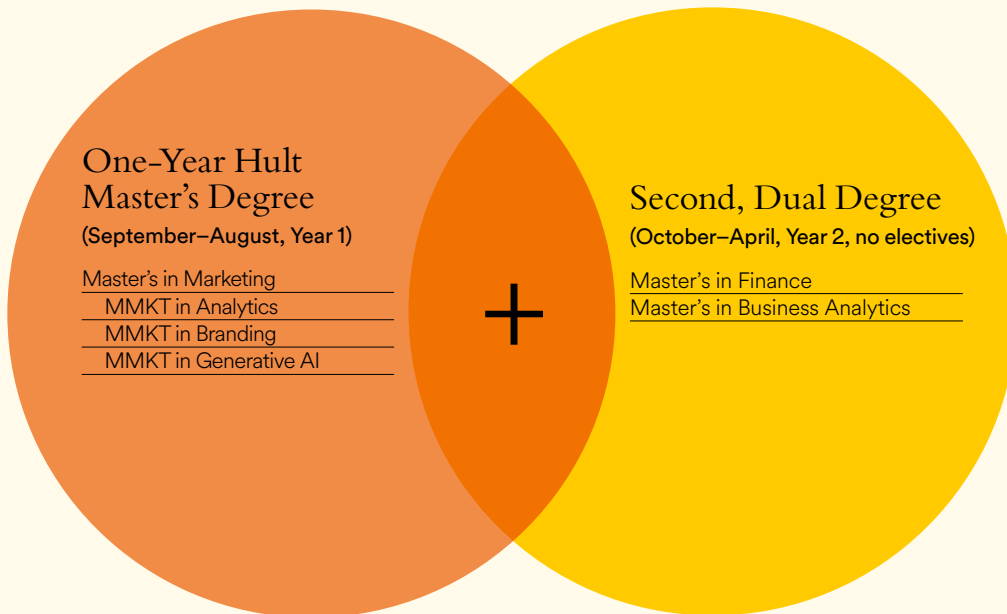 One-Year Hult
Master’s Degree
(September–August, Year 1)
Master’s in Marketing
MMKT in Analytics
MMKT in Branding
MMKT in Generative AI
+
Second, Dual Degree
(October–April, Year 2, no electives)
Master’s in Finance
Master’s in Business Analytics